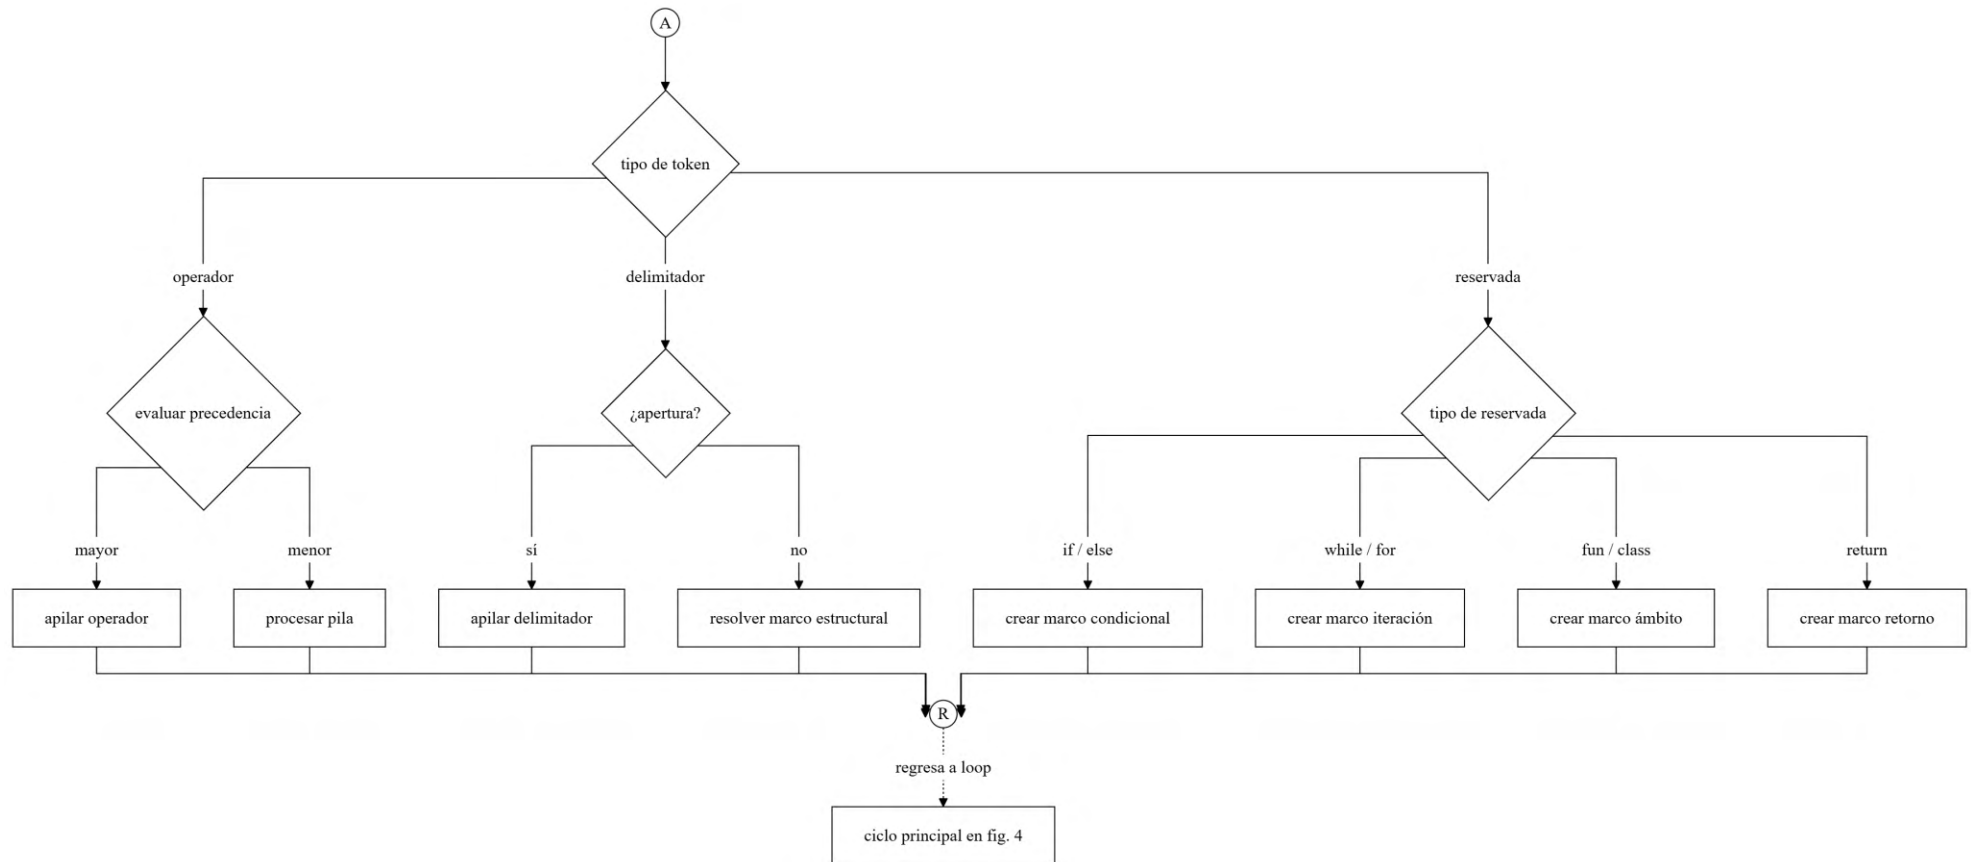 A
tipo de token
operador
delimitador
reservada
evaluar precedencia
¿apertura?
tipo de reservada
mayor
menor
sí
no
if / else
while / for
fun / class
return
apilar operador
procesar pila
apilar delimitador
resolver marco estructural
crear marco condicional
crear marco iteración
crear marco ámbito
crear marco retorno
R
regresa a loop
ciclo principal en fig. 4